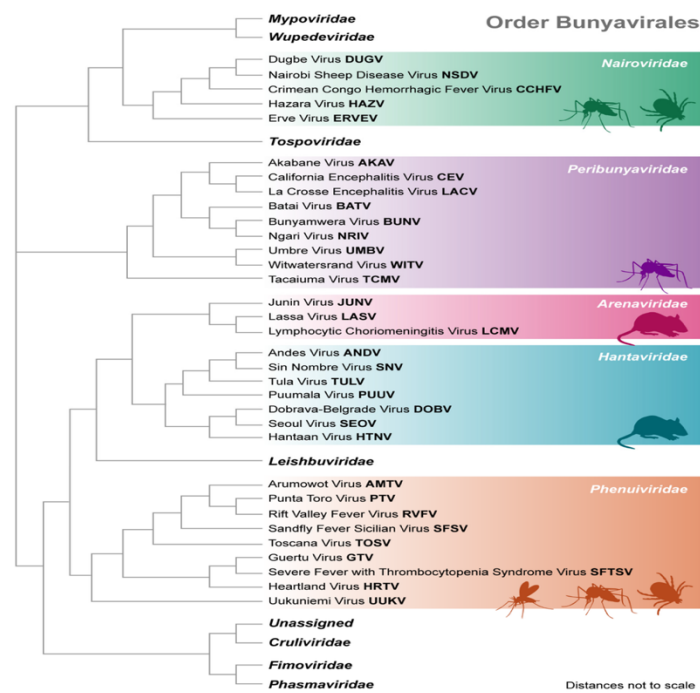 Order Bunyavirales
Mypoviridae
Wupedeviridae
Nairoviridae
Dugbe Virus DUGV
Nairobi Sheep Disease Virus NSDV
Crimean Congo Hemorrhagic Fever Virus CCHFV
Hazara Virus HAZV
Erve Virus ERVEV
Tospoviridae
Peribunyaviridae
Akabane Virus AKAV
California Encephalitis Virus CEV
La Crosse Encephalitis Virus LACV
Batai Virus BATV
Bunyamwera Virus BUNV
Ngari Virus NRIV
Umbre Virus UMBV
Witwatersrand Virus WITV
Tacaiuma Virus TCMV
Arenaviridae
Junin Virus JUNV
Lassa Virus LASV
Lymphocytic Choriomeningitis Virus LCMV
Hantaviridae
Andes Virus ANDV
Sin Nombre Virus SNV
Tula Virus TULV
Puumala Virus PUUV
Dobrava-Belgrade Virus DOBV
Seoul Virus SEOV
Hantaan Virus HTNV
Leishbuviridae
Phenuiviridae
Arumowot Virus AMTV
Punta Toro Virus PTV
Rift Valley Fever Virus RVFV
Sandfly Fever Sicilian Virus SFSV
Toscana Virus TOSV
Guertu Virus GTV
Severe Fever with Thrombocytopenia Syndrome Virus SFTSV
Heartland Virus HRTV
Uukuniemi Virus UUKV
Unassigned
Cruliviridae
Fimoviridae
Phasmaviridae
Distances not to scale